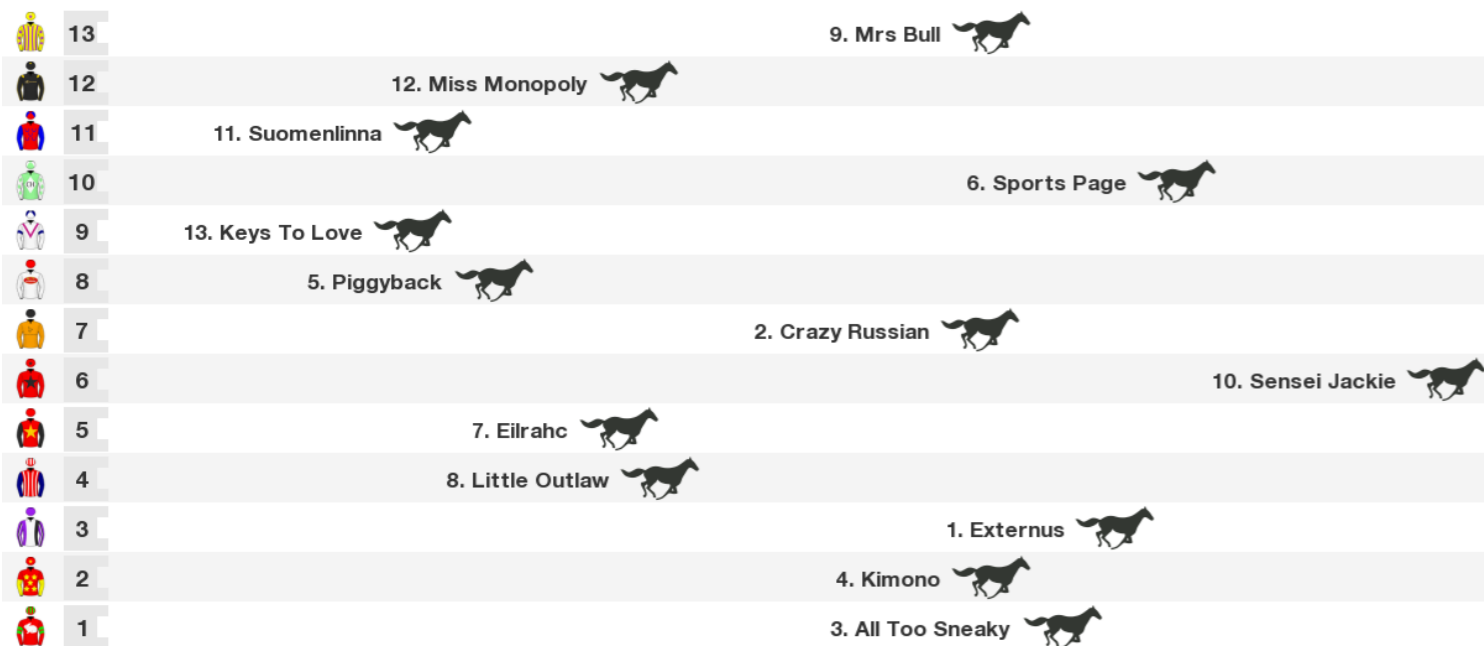 13 9. Mrs Bull
12 12. Miss Monopoly
11 11. Suomenlinna
10 6. Sports Page
9 13. Keys To Love
8 5. Piggyback
7 2. Crazy Russian
6 10. Sensei Jackie
5 7. Eilrahc
4 8. Little Outlaw
3 1. Externus
2 4. Kimono
1 3. All Too Sneaky